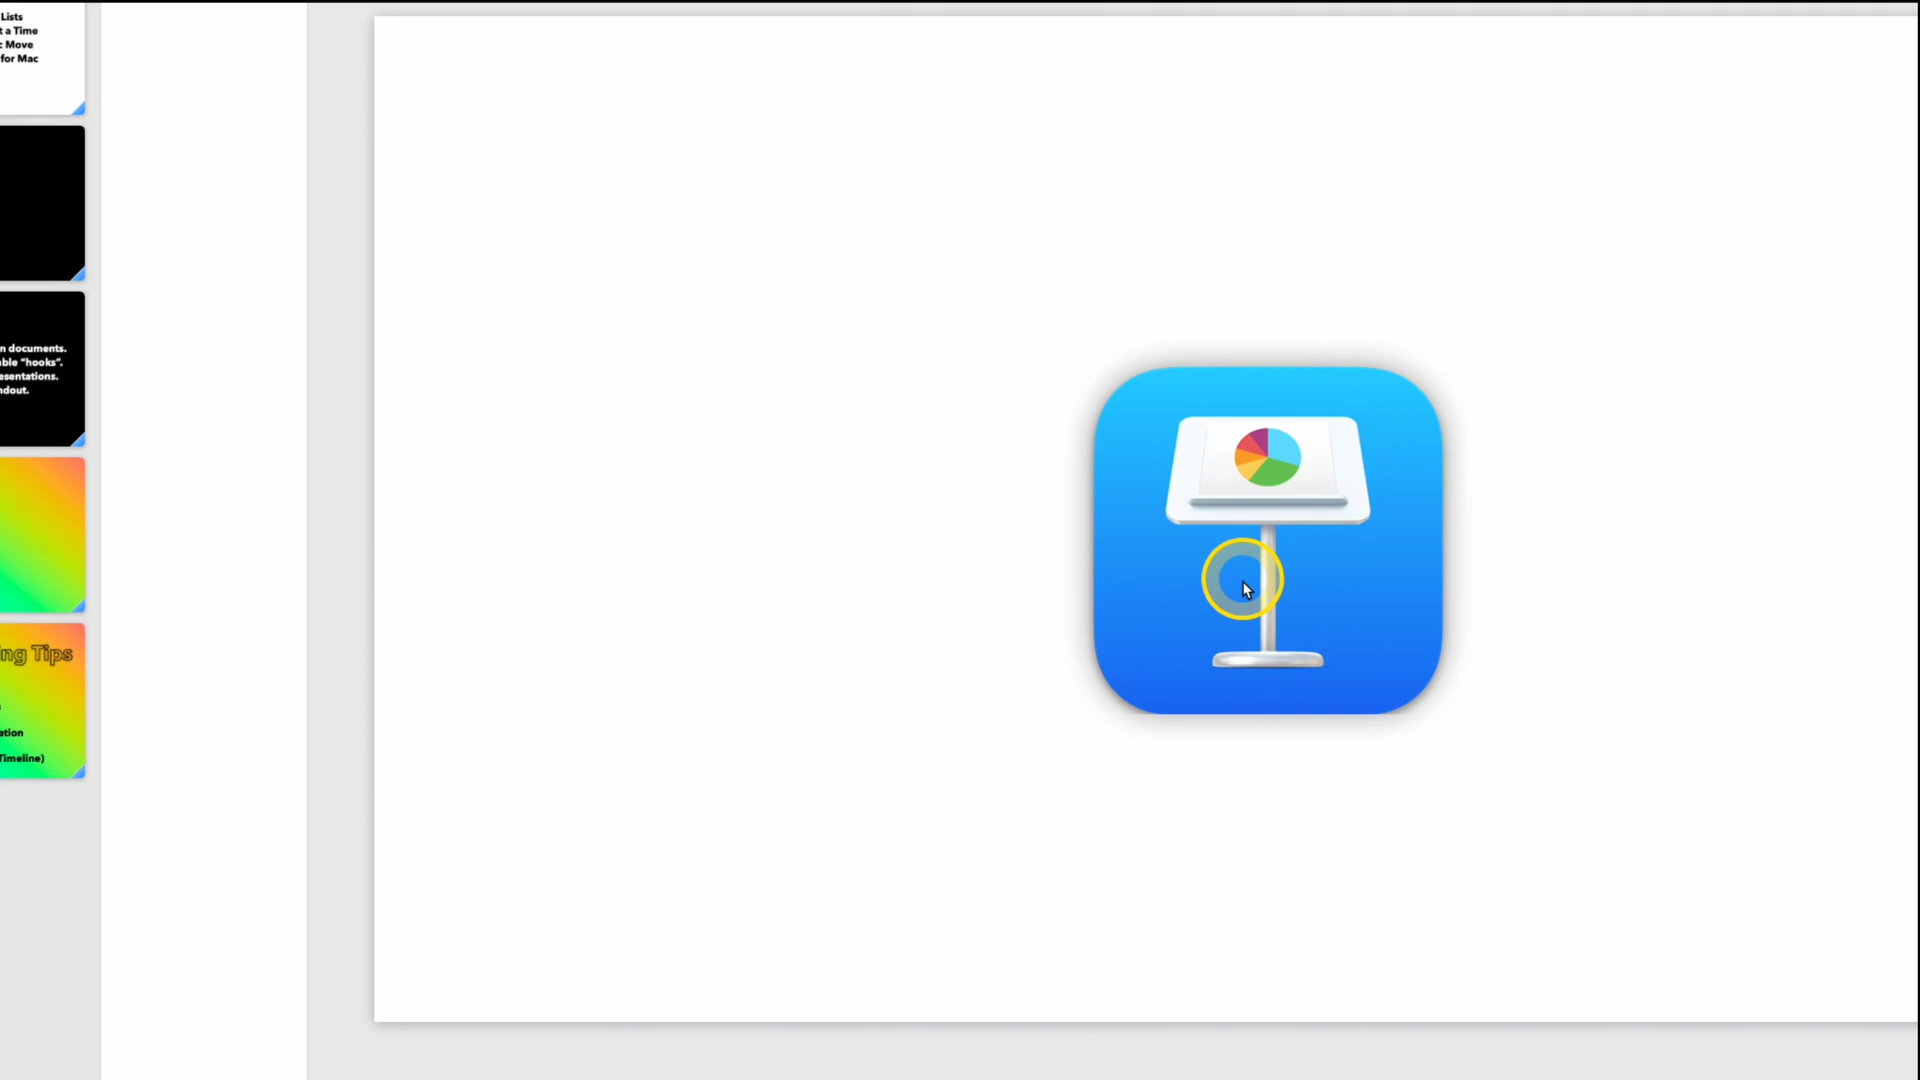 Lists
t a Time
Move
for Mac
n documents.
ble “hooks”.
esentations.
ndout.
ng Tips
ation
Timeline)